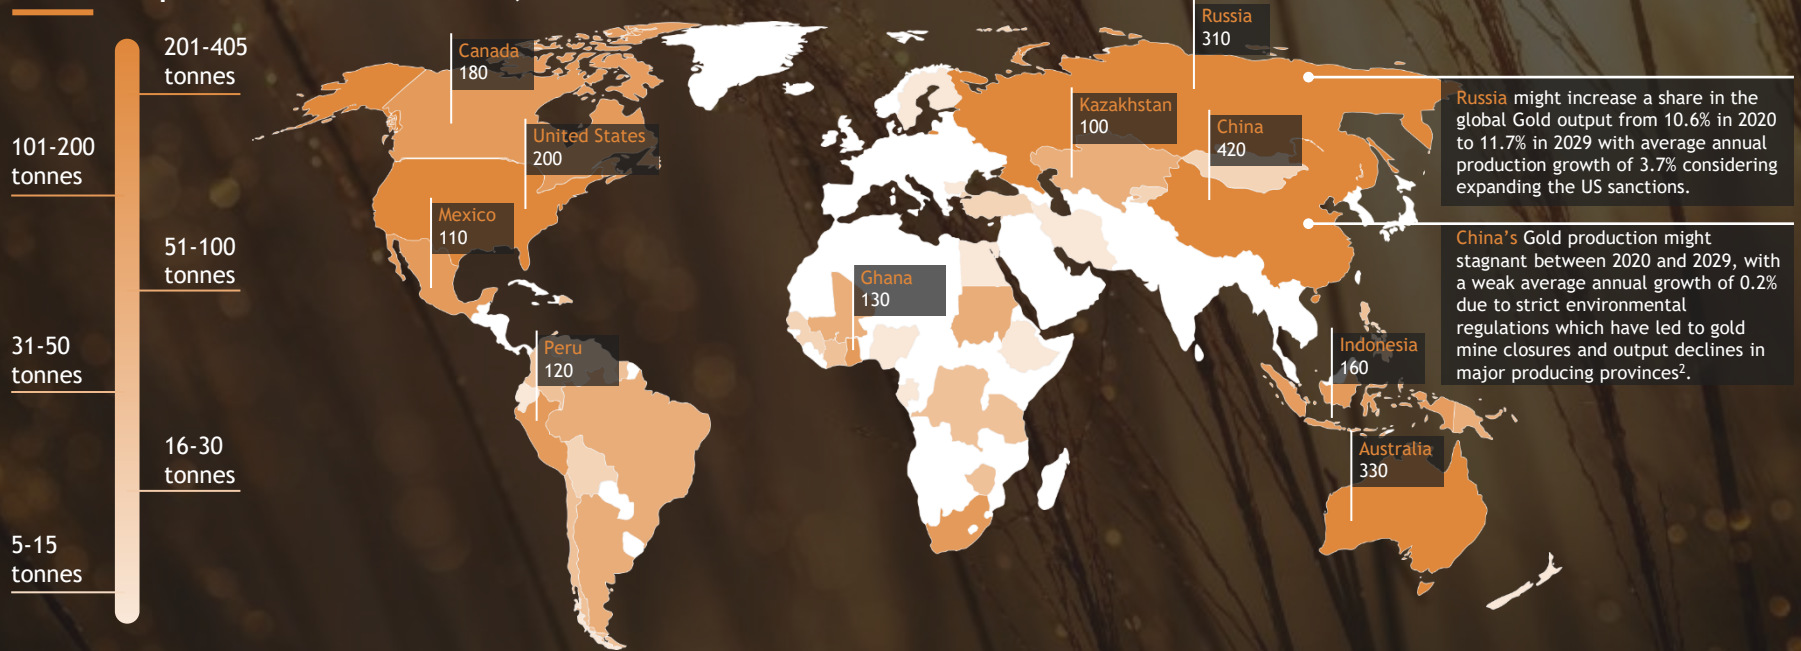 201-405
tonnes
101-200
tonnes
51-100
tonnes
31-50
tonnes
16-30
tonnes
5-15
tonnes
Canada
180
United States
200
Mexico
110
Peru
120
Ghana
130
Russia
310
Kazakhstan
100
China
420
Indonesia
160
Australia
330
Russia might increase a share in the
global Gold output from 10.6% in 2020
to 11.7% in 2029 with average annual
production growth of 3.7% considering
expanding the US sanctions.
China's Gold production might
stagnant between 2020 and 2029, with
a weak average annual growth of 0.2%
due to strict environmental
regulations which have led to gold
mine closures and output declines in
major producing provinces².